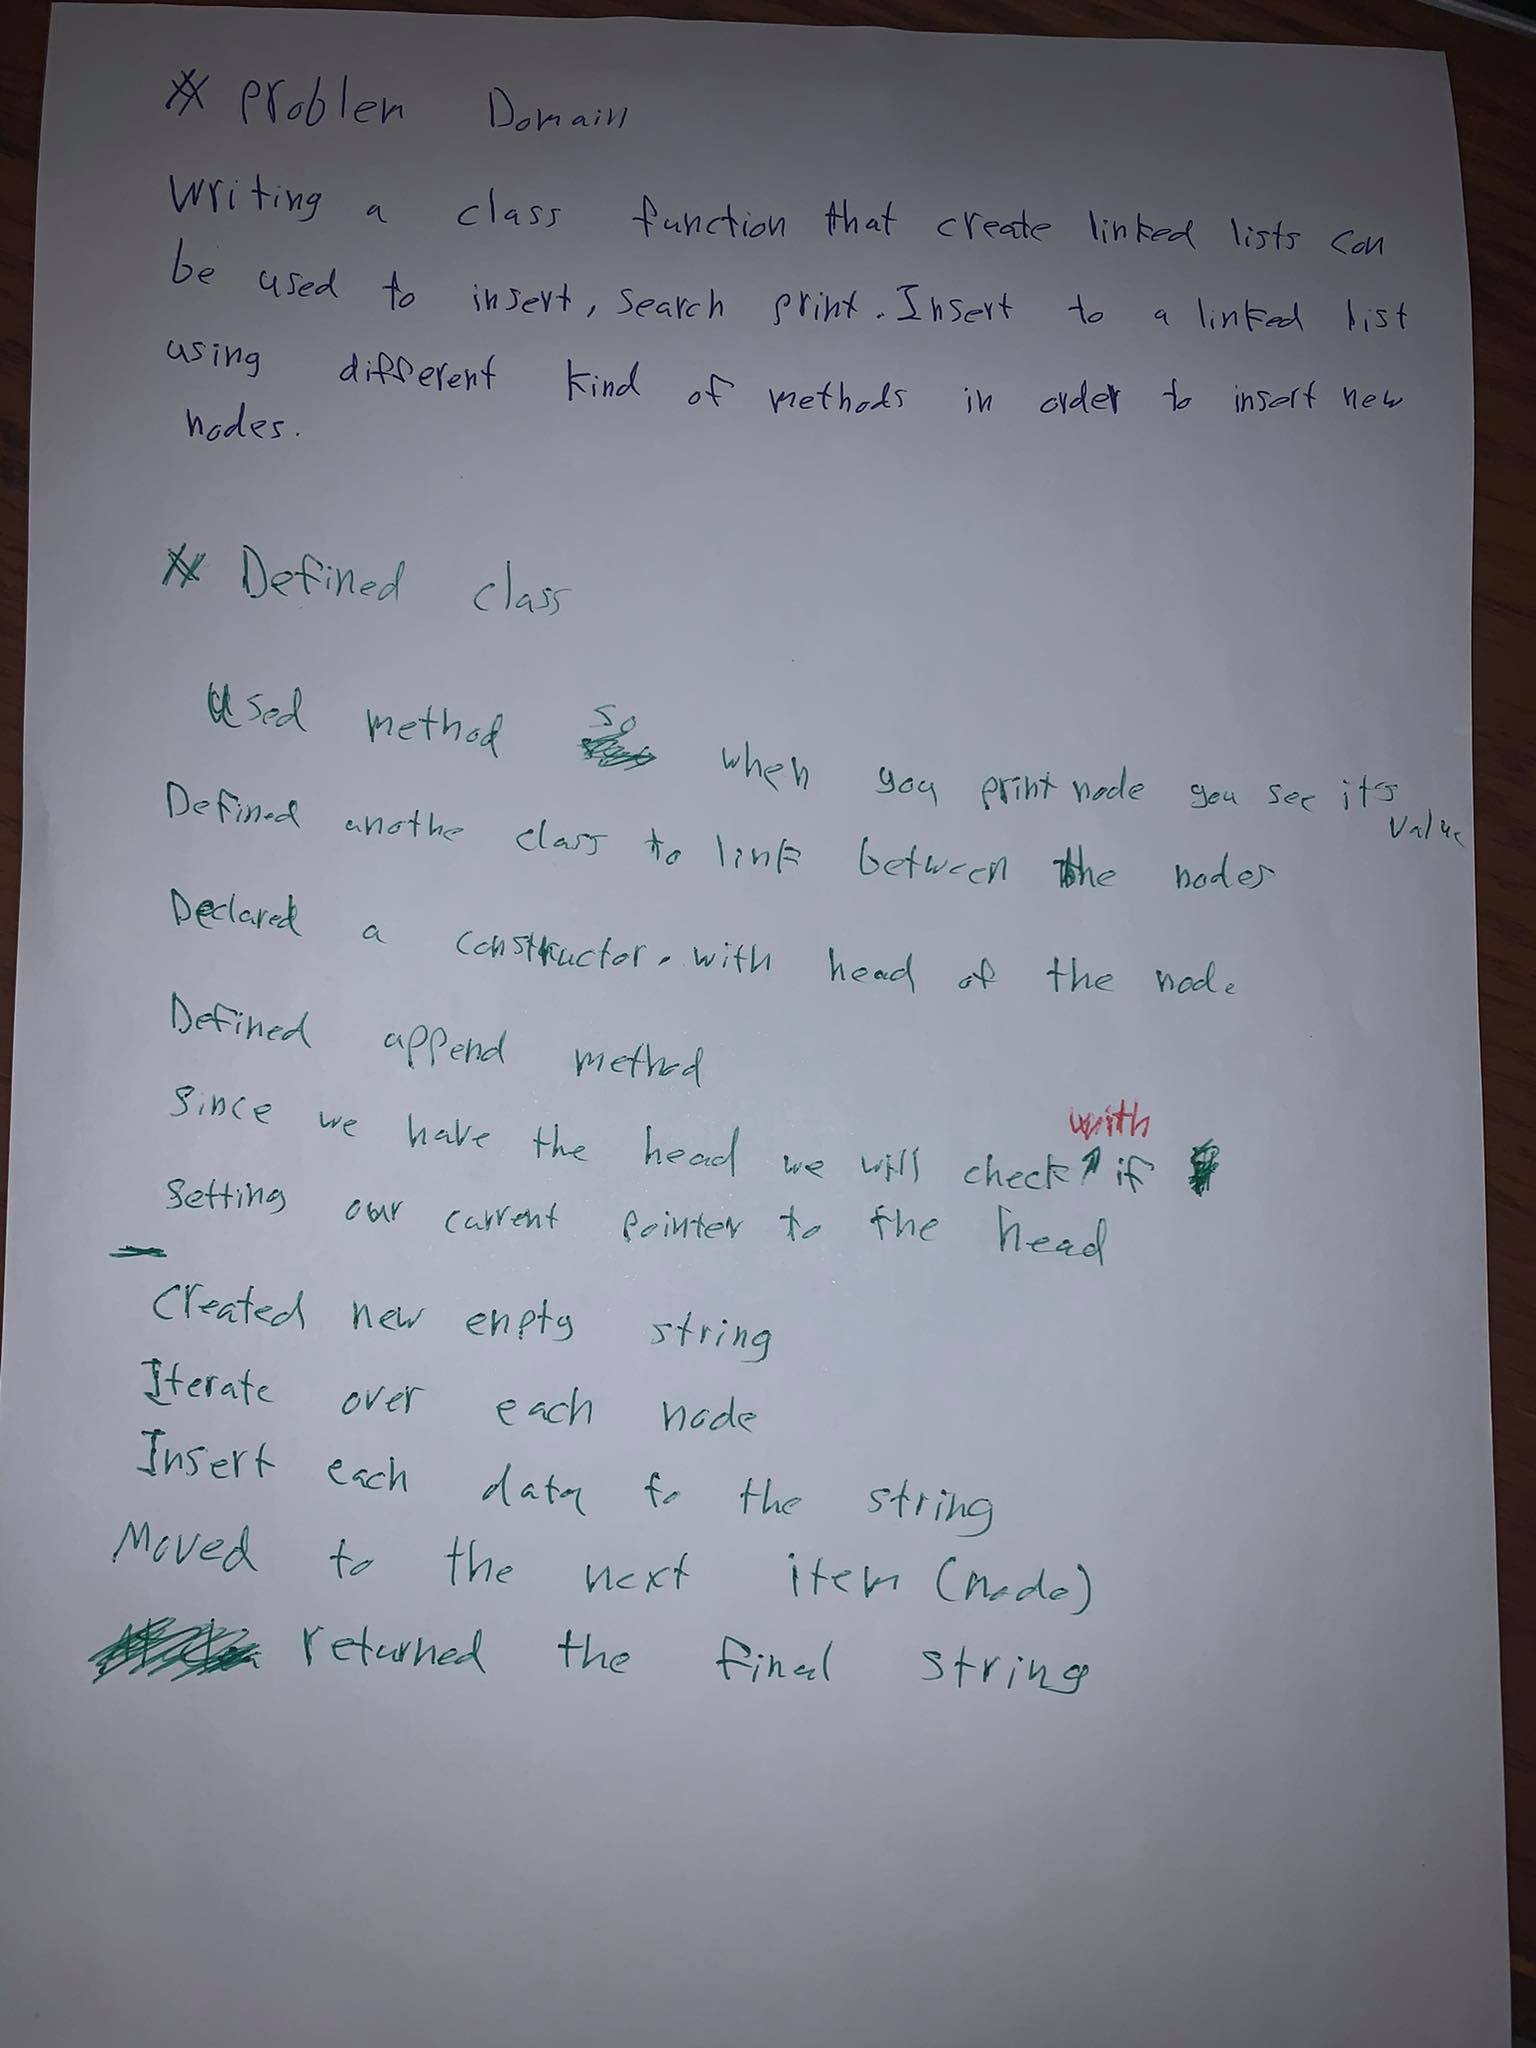 * Problem Domain
Writing a class function that create linked lists can
be used to insert, search print. Insert to a linked list
using different kind of methods in order to insert new
nodes.
* Defined class
Used method so when you print node you see it's
value
Defined anothe class to link between the nodes
Declared a constructor. with head of the node
Defined append method
with
Since we have the head we will check if
Setting our current pointer to the head
Created new empty string
Iterate over each node
Insert each data to the string
Moved to the next item (node)
returned the final string